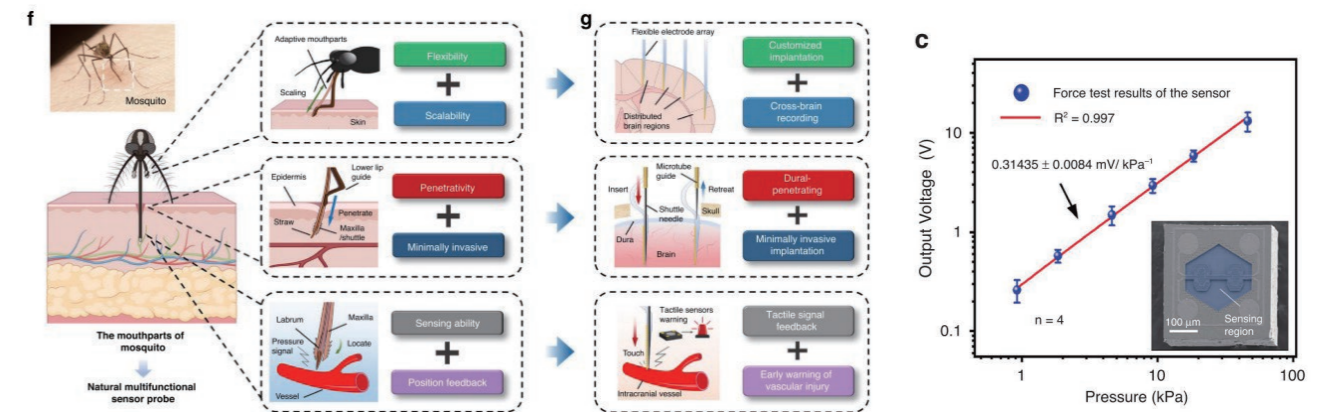 f
Mosquito
The mouthparts of
mosquito
Natural multifunctional
sensor probe
Adaptive mouthparts
Scaling
Skin
Flexibility
+
Scalability
Epidermis
Lower lip
guide
Straw
Penetrate
Maxilla
/shuttle
Penetrativity
+
Minimally invasive
Labrum
Maxilla
Pressure
signal
Locate
Vessel
Sensing ability
+
Position feedback
g
Flexible electrode array
Distributed
brain regions
Customized
implantation
+
Cross-brain
recording
Microtube
guide
Insert
Retreat
Shuttle
needle
Skull
Dura
Brain
Dural-
penetrating
+
Minimally invasive
implantation
Tactile sensors
warning
Touch
Intracranial vessel
Tactile signal
feedback
+
Early warning of
vascular injury
c
Output Voltage (V)
10
1
0.1
Force test results of the sensor
R² = 0.997
0.31435 ± 0.0084 mV/ kPa⁻¹
n = 4
100 μm
Sensing
region
1
10
100
Pressure (kPa)